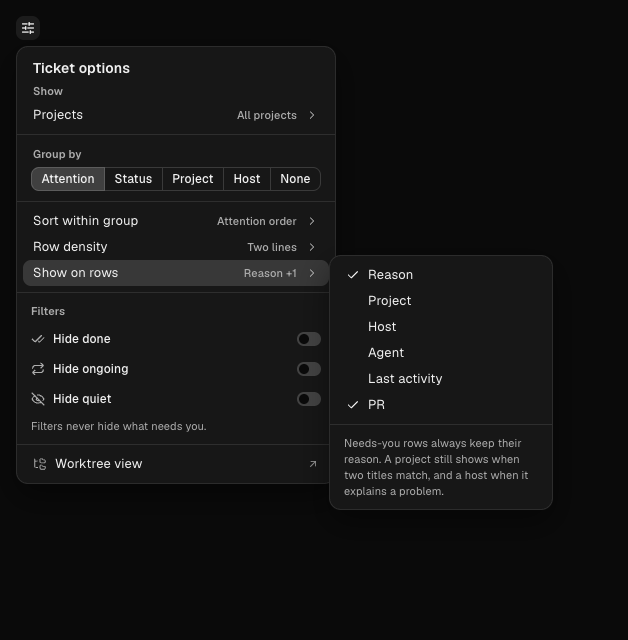 Ticket options
Show
Projects All projects
Group by
Attention Status Project Host None
Sort within group Attention order
Row density Two lines
Show on rows Reason +1
Filters
Hide done
Hide ongoing
Hide quiet
Filters never hide what needs you.
Worktree view
Reason
Project
Host
Agent
Last activity
PR
Needs-you rows always keep their
reason. A project still shows when
two titles match, and a host when it
explains a problem.